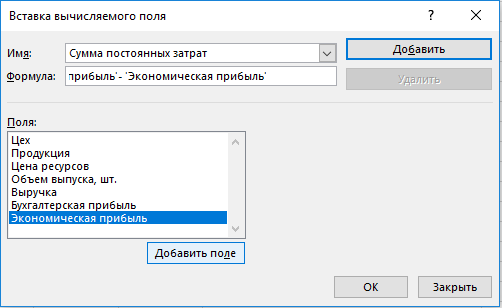 Вставка вычисляемого поля ? ×
Имя: Сумма постоянных затрат Добавить
Формула: прибыль'- 'Экономическая прибыль' Удалить
Поля:
Цех
Продукция
Цена ресурсов
Объем выпуска, шт.
Выручка
Бухгалтерская прибыль
Экономическая прибыль
Добавить поле
ОК Закрыть